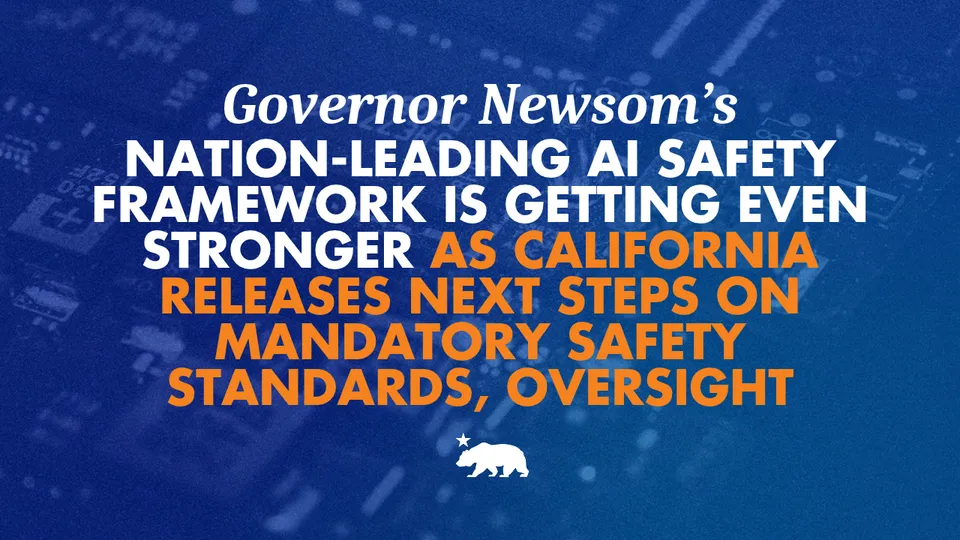 Governor Newsom’s
NATION-LEADING AI SAFETY
FRAMEWORK IS GETTING EVEN
STRONGER AS CALIFORNIA
RELEASES NEXT STEPS ON
MANDATORY SAFETY
STANDARDS, OVERSIGHT